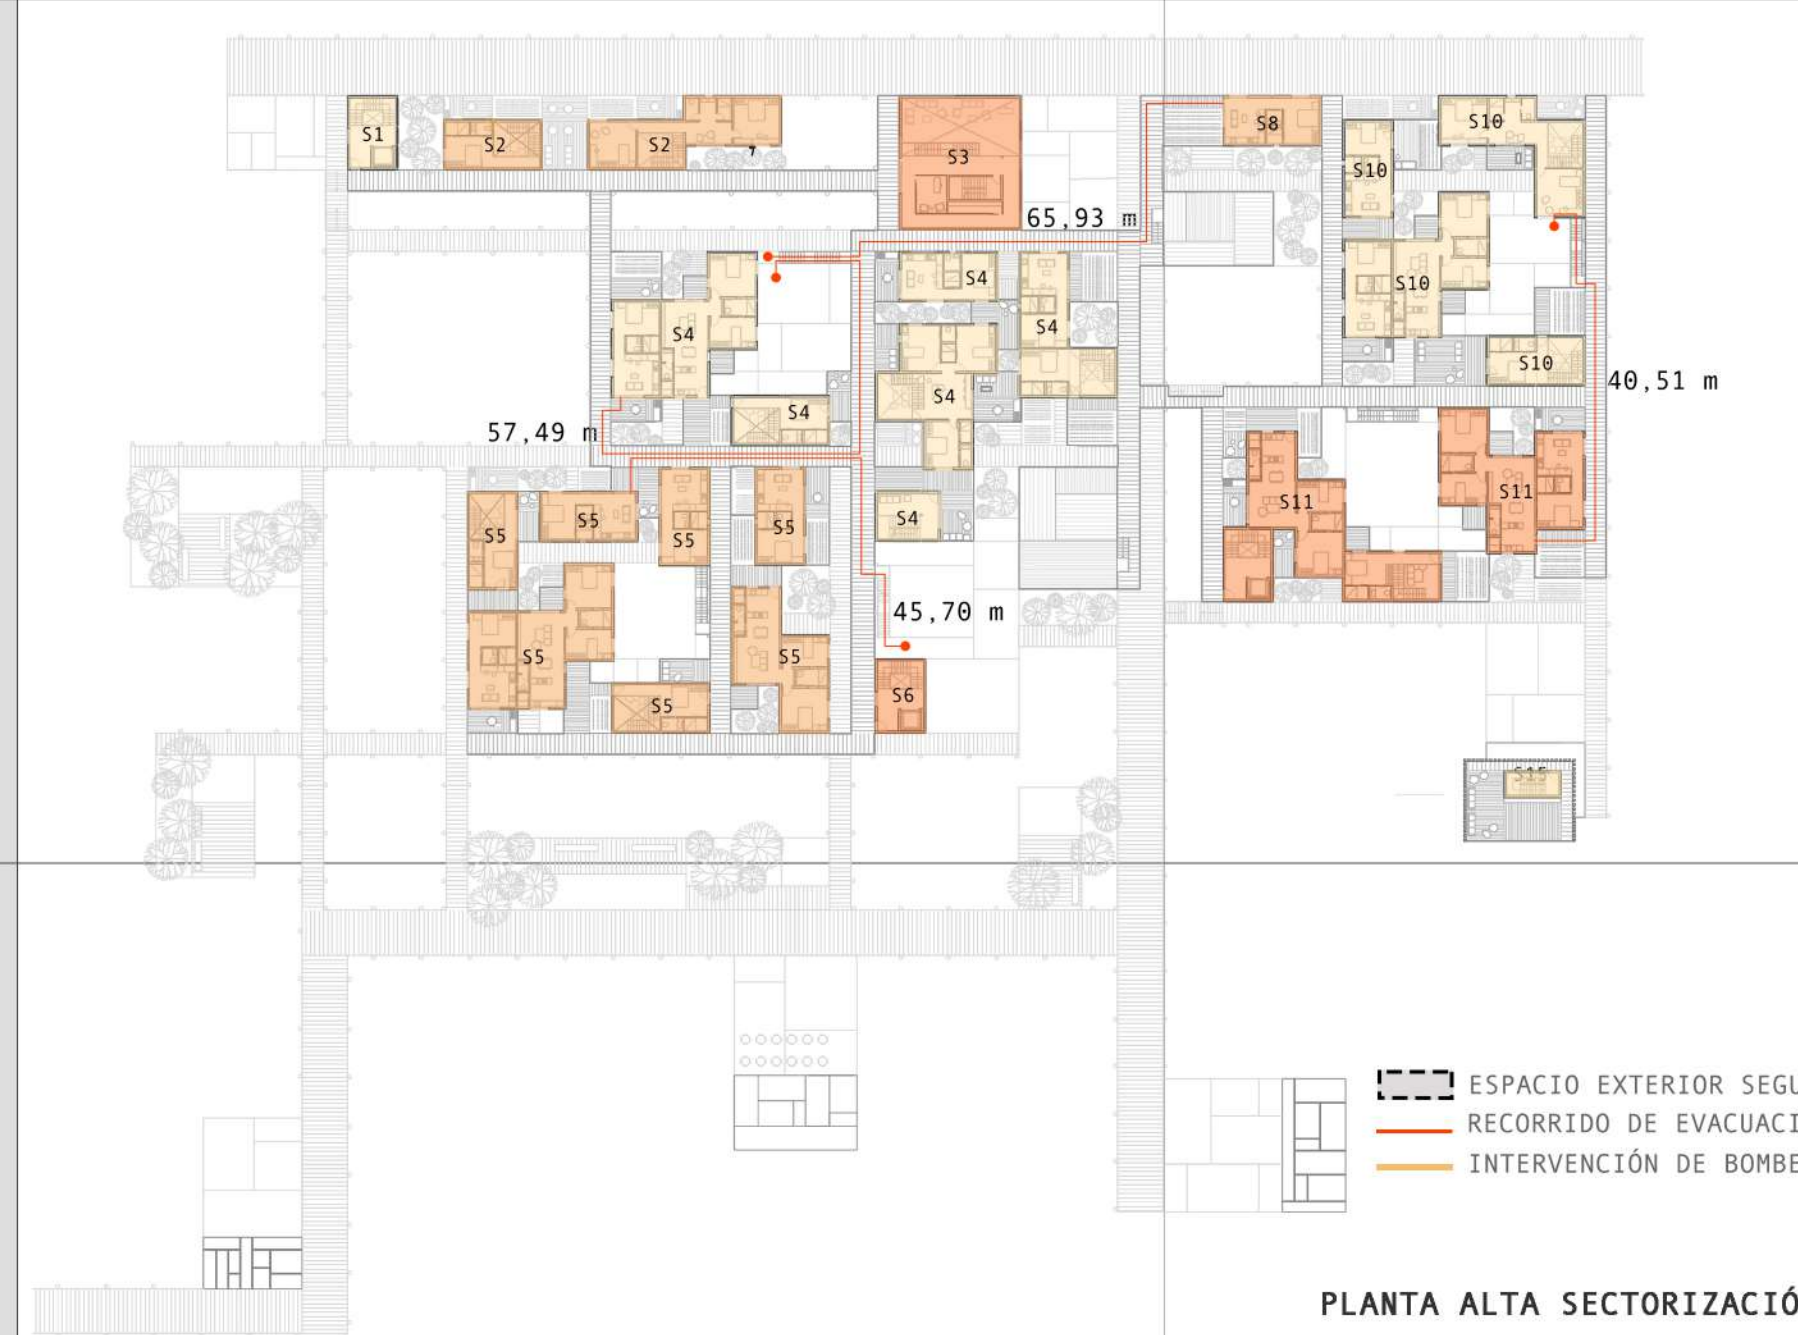 S1
S2
S2
S3
S8
S10
S10
65,93 m
S4
S4
S4
S10
S10
S4
S4
40,51 m
57,49 m
S4
S5
S5
S5
S5
S4
S11
S11
45,70 m
S5
S5
S5
S6
S15
ESPACIO EXTERIOR SEGU
RECORRIDO DE EVACUACI
INTERVENCIÓN DE BOMBE
PLANTA ALTA SECTORIZACIÓ